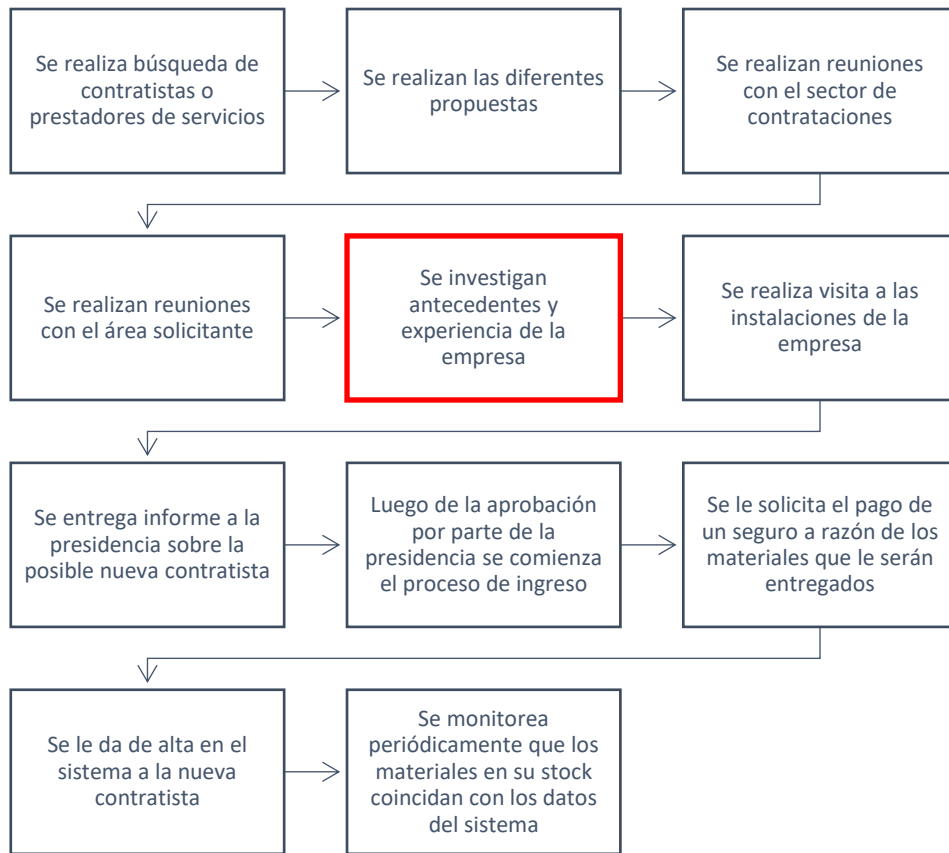 Se realiza búsqueda de
contratistas o
prestadores de servicios
Se realizan las diferentes
propuestas
Se realizan reuniones
con el sector de
contrataciones
Se realizan reuniones
con el área solicitante
Se investigan
antecedentes y
experiencia de la
empresa
Se realiza visita a las
instalaciones de la
empresa
Se entrega informe a la
presidencia sobre la
posible nueva contratista
Luego de la aprobación
por parte de la
presidencia se comienza
el proceso de ingreso
Se le solicita el pago de
un seguro a razón de los
materiales que le serán
entregados
Se le da de alta en el
sistema a la nueva
contratista
Se monitorea
periódicamente que los
materiales en su stock
coincidan con los datos
del sistema